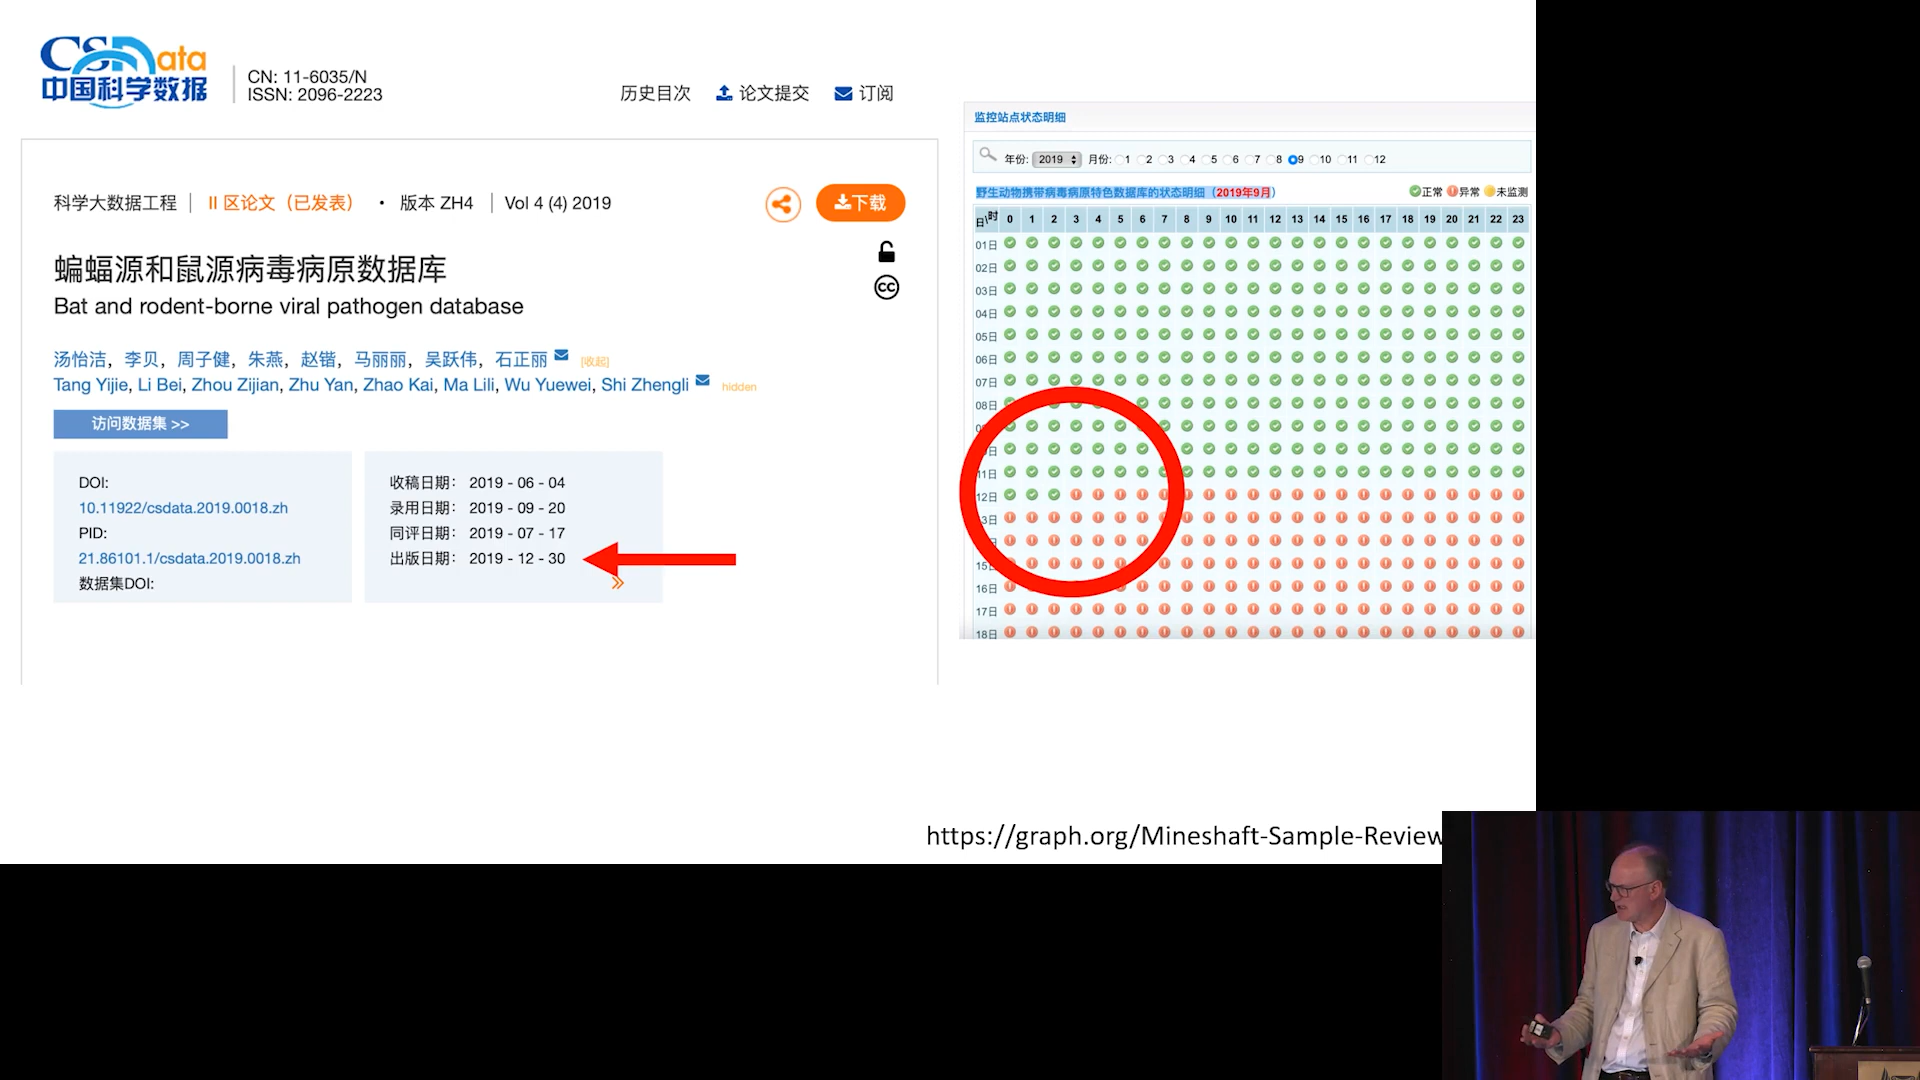 CSData
中国科学数据
CN: 11-6035/N
ISSN: 2096-2223
历史目次 论文提交 订阅
科学大数据工程 | II 区论文（已发表） · 版本 ZH4 | Vol 4 (4) 2019
下载
蝙蝠源和鼠源病毒病原数据库
Bat and rodent-borne viral pathogen database
cc
汤怡洁，李贝，周子健，朱燕，赵锴，马丽丽，吴跃伟，石正丽 [收起]
Tang Yijie, Li Bei, Zhou Zijian, Zhu Yan, Zhao Kai, Ma Lili, Wu Yuewei, Shi Zhengli hidden
访问数据集 >>
DOI:
10.11922/csdata.2019.0018.zh
PID:
21.86101.1/csdata.2019.0018.zh
数据集DOI:
收稿日期： 2019 - 06 - 04
录用日期： 2019 - 09 - 20
同评日期： 2019 - 07 - 17
出版日期： 2019 - 12 - 30
监控站点状态明细
年份: 2019 月份: 1 2 3 4 5 6 7 8 9 10 11 12
野生动物携带病毒病原特色数据库的状态明细（2019年9月） 正常 异常 未监测
日\时 0 1 2 3 4 5 6 7 8 9 10 11 12 13 14 15 16 17 18 19 20 21 22 23
01日
02日
03日
04日
05日
06日
07日
08日
日
11日
12日
3日
15日
16日
17日
18日
https://graph.org/Mineshaft-Sample-Review